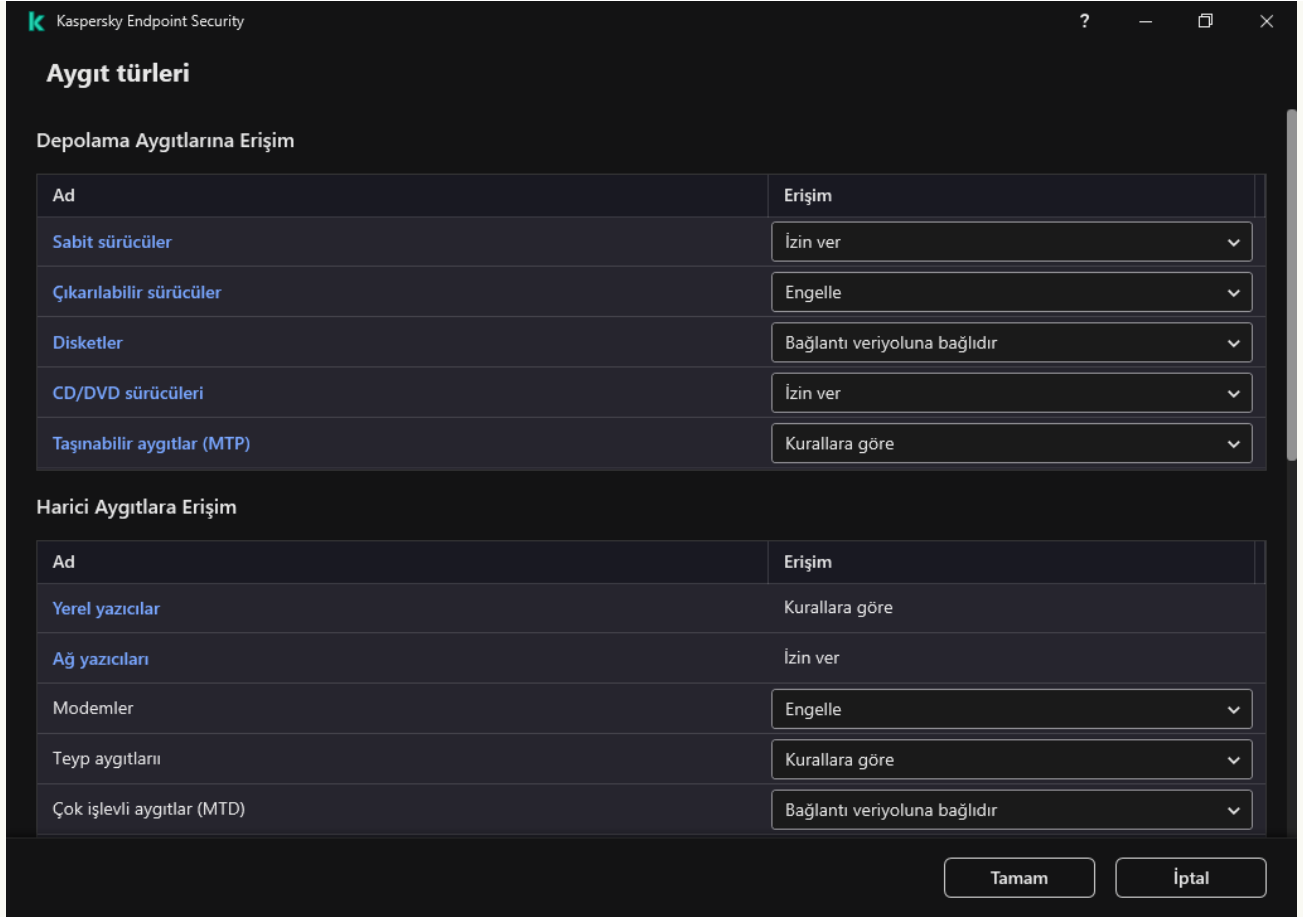 Kaspersky Endpoint Security ?
Aygıt türleri
Depolama Aygıtlarına Erişim
Ad Erişim
Sabit sürücüler İzin ver
Çıkarılabilir sürücüler Engelle
Disketler Bağlantı veriyoluna bağlıdır
CD/DVD sürücüleri İzin ver
Taşınabilir aygıtlar (MTP) Kurallara göre
Harici Aygıtlara Erişim
Ad Erişim
Yerel yazıcılar Kurallara göre
Ağ yazıcıları İzin ver
Modemler Engelle
Teyp aygıtlarıı Kurallara göre
Çok işlevli aygıtlar (MTD) Bağlantı veriyoluna bağlıdır
Tamam İptal